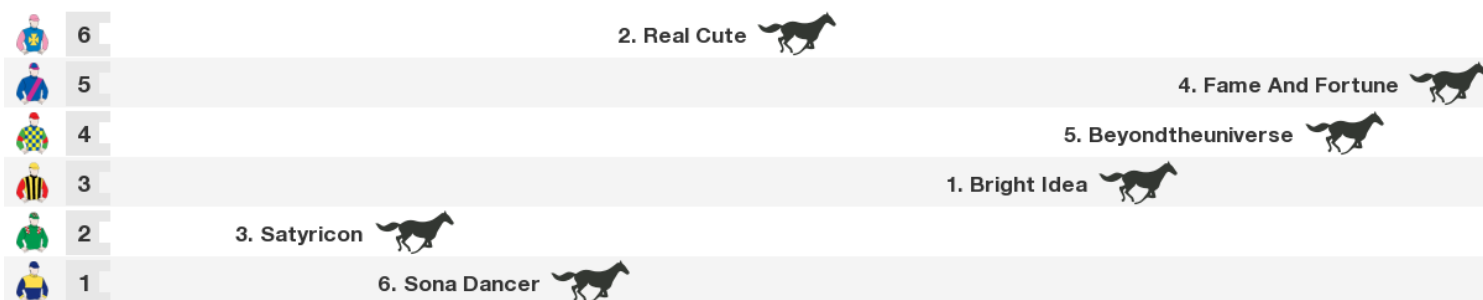 6 2. Real Cute
5 4. Fame And Fortune
4 5. Beyondtheuniverse
3 1. Bright Idea
2 3. Satyricon
1 6. Sona Dancer